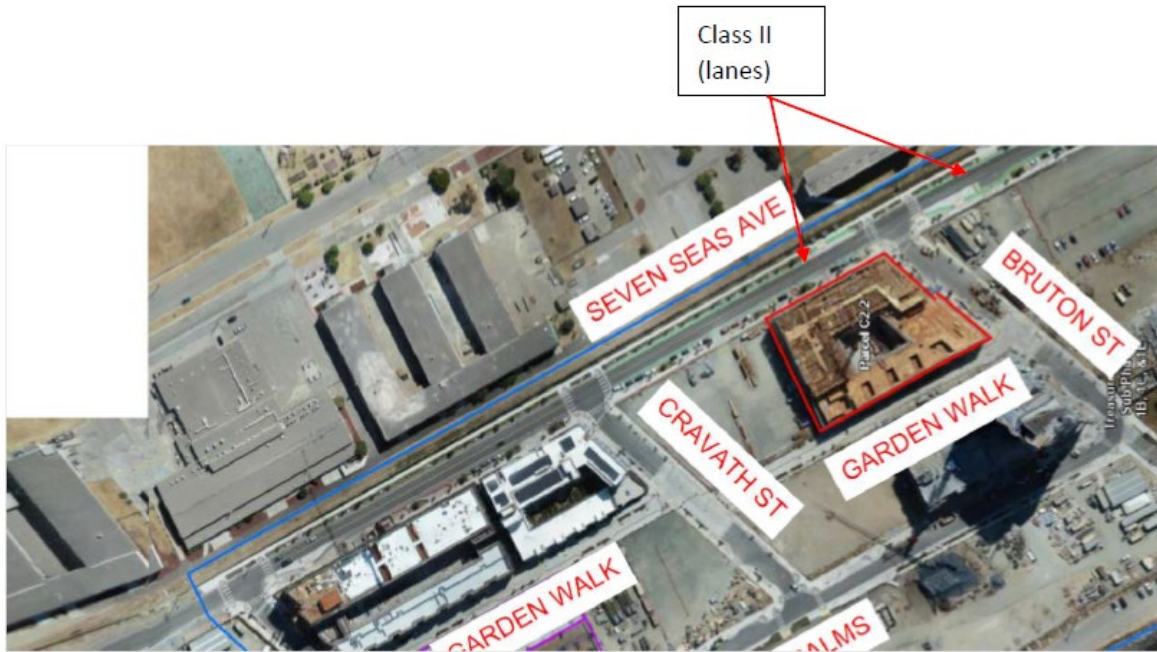 Class II
(lanes)
SEVEN SEAS AVE
BRUTON ST
Parcel C2.2
CRAVATH ST
GARDEN WALK
GARDEN WALK